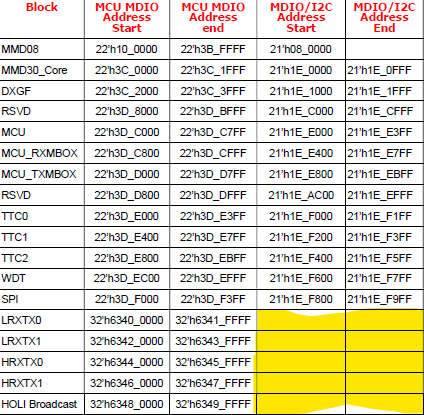 Block MCU MDIO Address Start MCU MDIO Address end MDIO/I2C Address Start MDIO/I2C Address End
MMD08 22'h10_0000 22'h3B_FFFF 21'h08_0000
MMD30_Core 22'h3C_0000 22'h3C_1FFF 21'h1E_0000 21'h1E_0FFF
DXGF 22'h3C_2000 22'h3C_3FFF 21'h1E_1000 21'h1E_1FFF
RSVD 22'h3D_8000 22'h3D_BFFF 21'h1E_C000 21'h1E_CFFF
MCU 22'h3D_C000 22'h3D_C7FF 21'h1E_E000 21'h1E_E3FF
MCU_RXMBOX 22'h3D_C800 22'h3D_CFFF 21'h1E_E400 21'h1E_E7FF
MCU_TXMBOX 22'h3D_D000 22'h3D_D7FF 21'h1E_E800 21'h1E_EBFF
RSVD 22'h3D_D800 22'h3D_DFFF 21'h1E_AC00 21'h1E_EFFF
TTC0 22'h3D_E000 22'h3D_E3FF 21'h1E_F000 21'h1E_F1FF
TTC1 22'h3D_E400 22'h3D_E7FF 21'h1E_F200 21'h1E_F3FF
TTC2 22'h3D_E800 22'h3D_EBFF 21'h1E_F400 21'h1E_F5FF
WDT 22'h3D_EC00 22'h3D_EFFF 21'h1E_F600 21'h1E_F7FF
SPI 22'h3D_F000 22'h3D_F3FF 21'h1E_F800 21'h1E_F9FF
LRXTX0 32'h6340_0000 32'h6341_FFFF
LRXTX1 32'h6342_0000 32'h6343_FFFF
HRXTX0 32'h6344_0000 32'h6345_FFFF
HRXTX1 32'h6346_0000 32'h6347_FFFF
HOLI Broadcast 32'h6348_0000 32'h6349_FFFF